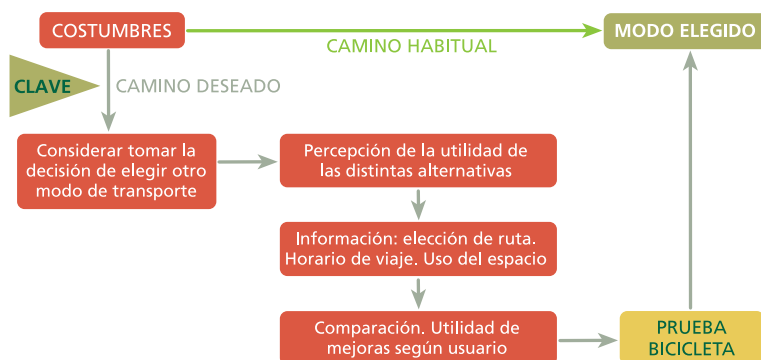 COSTUMBRES
MODO ELEGIDO
CAMINO HABITUAL
CLAVE
CAMINO DESEADO
Considerar tomar la
decisión de elegir otro
modo de transporte
Percepción de la utilidad de
las distintas alternativas
Información: elección de ruta.
Horario de viaje. Uso del espacio
Comparación. Utilidad de
mejoras según usuario
PRUEBA
BICICLETA